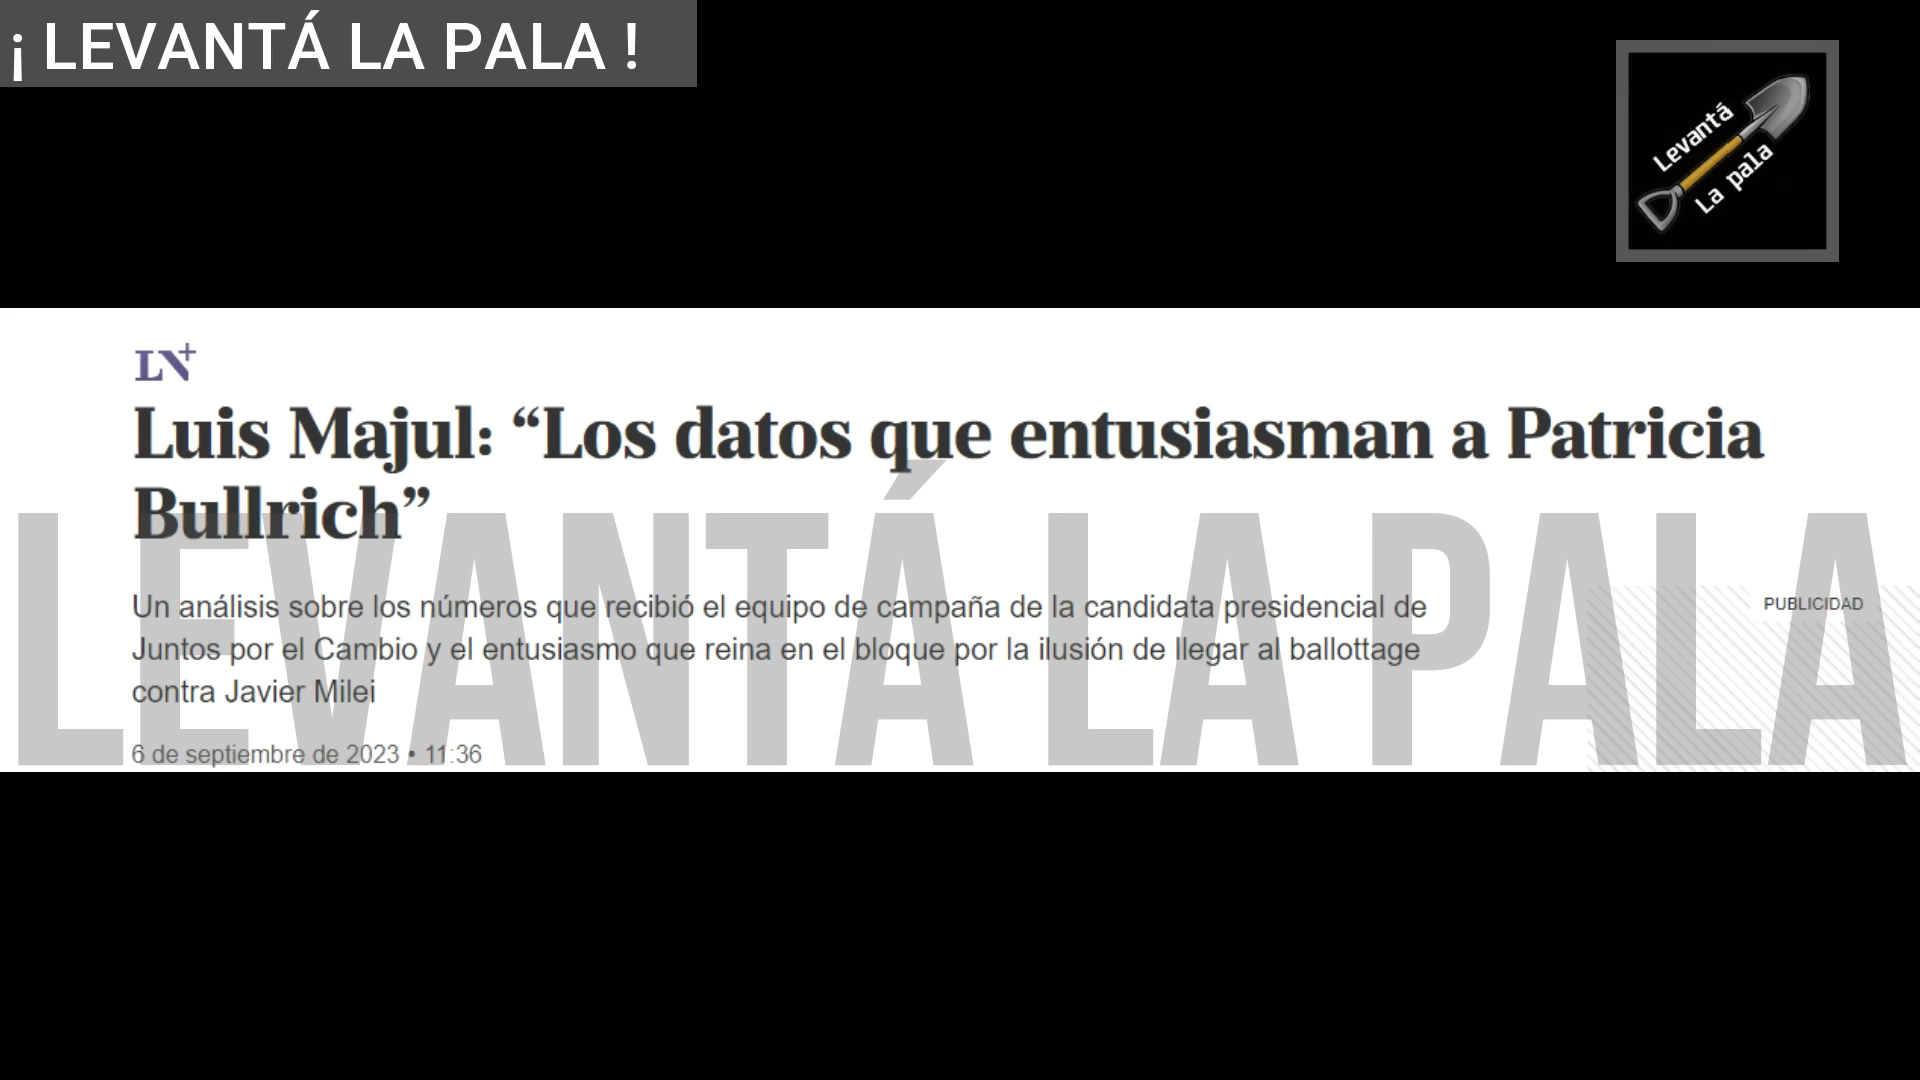 ¡ LEVANTÁ LA PALA !
Levantá
La pala
LN+
Luis Majul: “Los datos que entusiasman a Patricia
Bullrich”
LEVANTÁ LA PALA
Un análisis sobre los números que recibió el equipo de campaña de la candidata presidencial de
Juntos por el Cambio y el entusiasmo que reina en el bloque por la ilusión de llegar al ballottage
contra Javier Milei
PUBLICIDAD
6 de septiembre de 2023 • 11:36